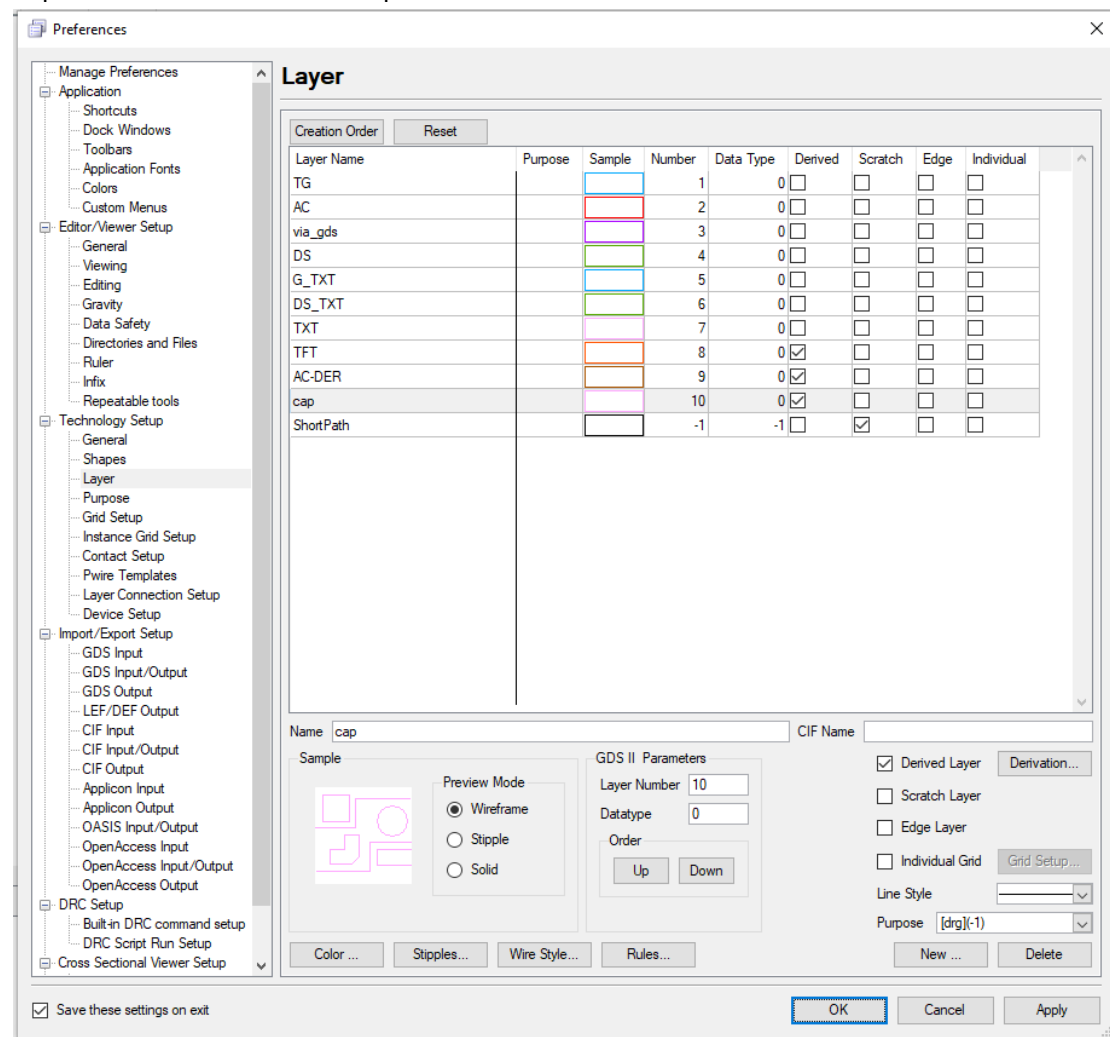 Preferences
Manage Preferences
Application
Shortcuts
Dock Windows
Toolbars
Application Fonts
Colors
Custom Menus
Editor/Viewer Setup
General
Viewing
Editing
Gravity
Data Safety
Directories and Files
Ruler
Infix
Repeatable tools
Technology Setup
General
Shapes
Layer
Purpose
Grid Setup
Instance Grid Setup
Contact Setup
Pwire Templates
Layer Connection Setup
Device Setup
Import/Export Setup
GDS Input
GDS Input/Output
GDS Output
LEF/DEF Output
CIF Input
CIF Input/Output
CIF Output
Applicon Input
Applicon Output
OASIS Input/Output
OpenAccess Input
OpenAccess Input/Output
OpenAccess Output
DRC Setup
Built-in DRC command setup
DRC Script Run Setup
Cross Sectional Viewer Setup
Layer
Creation Order Reset
Layer Name Purpose Sample Number Data Type Derived Scratch Edge Individual
TG 1 0
AC 2 0
via_gds 3 0
DS 4 0
G_TXT 5 0
DS_TXT 6 0
TXT 7 0
TFT 8 0
AC-DER 9 0
cap 10 0
ShortPath -1 -1
Name cap CIF Name
Sample
Preview Mode
Wireframe
Stipple
Solid
GDS II Parameters
Layer Number 10
Datatype 0
Order
Up Down
Derived Layer Derivation...
Scratch Layer
Edge Layer
Individual Grid Grid Setup...
Line Style
Purpose [drg](-1)
Color ... Stipples... Wire Style... Rules... New ... Delete
Save these settings on exit OK Cancel Apply